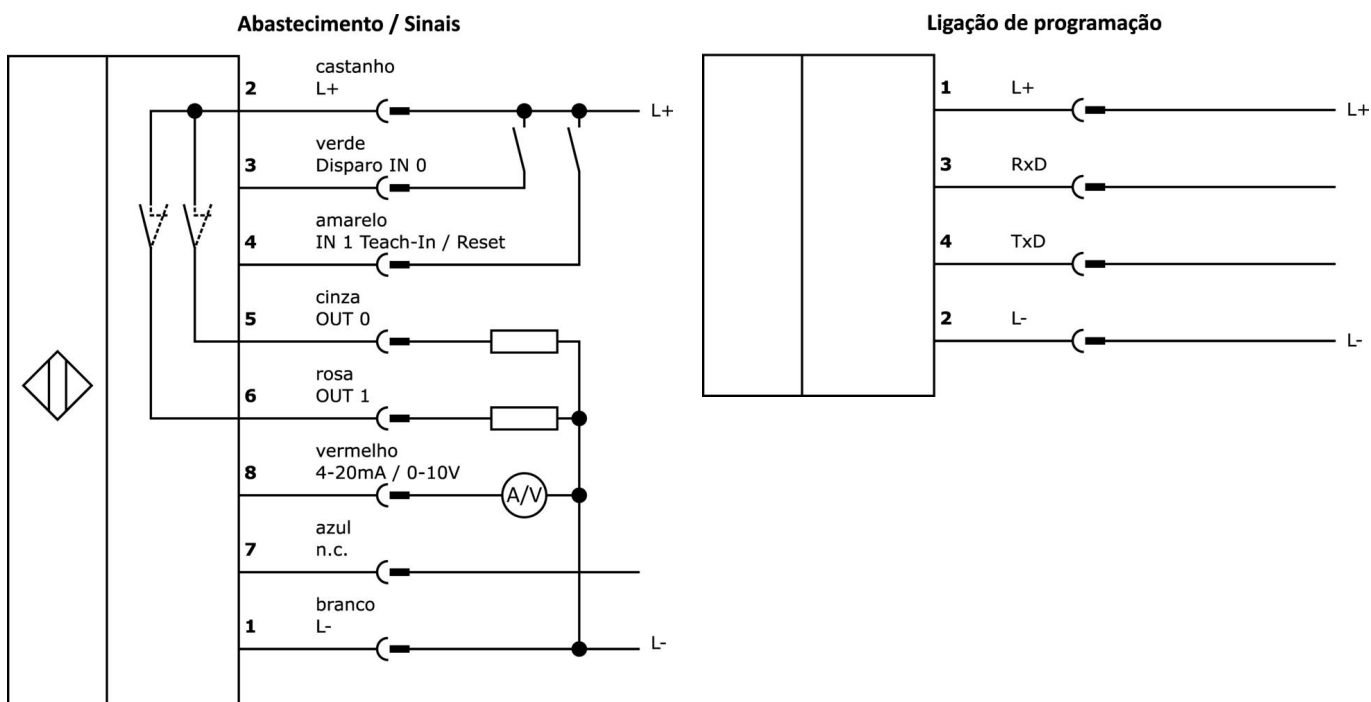 Abastecimento / Sinais
castanho
2 L+
L+
verde
3 Disparo IN 0
amarelo
4 IN 1 Teach-In / Reset
cinza
5 OUT 0
rosa
6 OUT 1
vermelho
8 4-20mA / 0-10V
A/V
azul
7 n.c.
branco
1 L-
L-
Ligação de programação
1 L+
L+
3 RxD
4 TxD
2 L-
L-